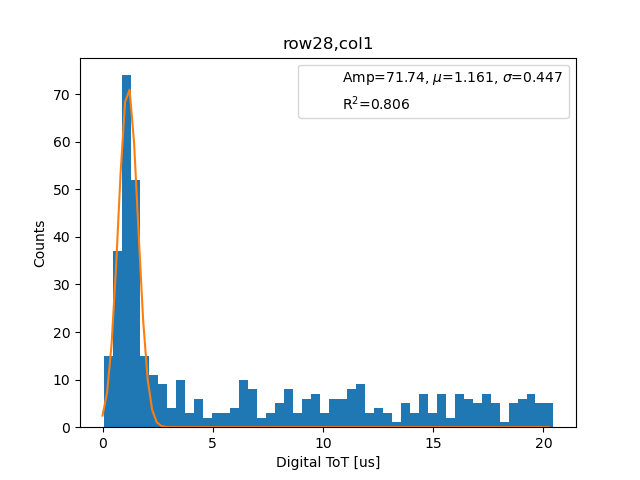 row28,col1
Amp=71.74, μ=1.161, σ=0.447
R²=0.806
Counts
70
60
50
40
30
20
10
0
0 5 10 15 20
Digital ToT [us]